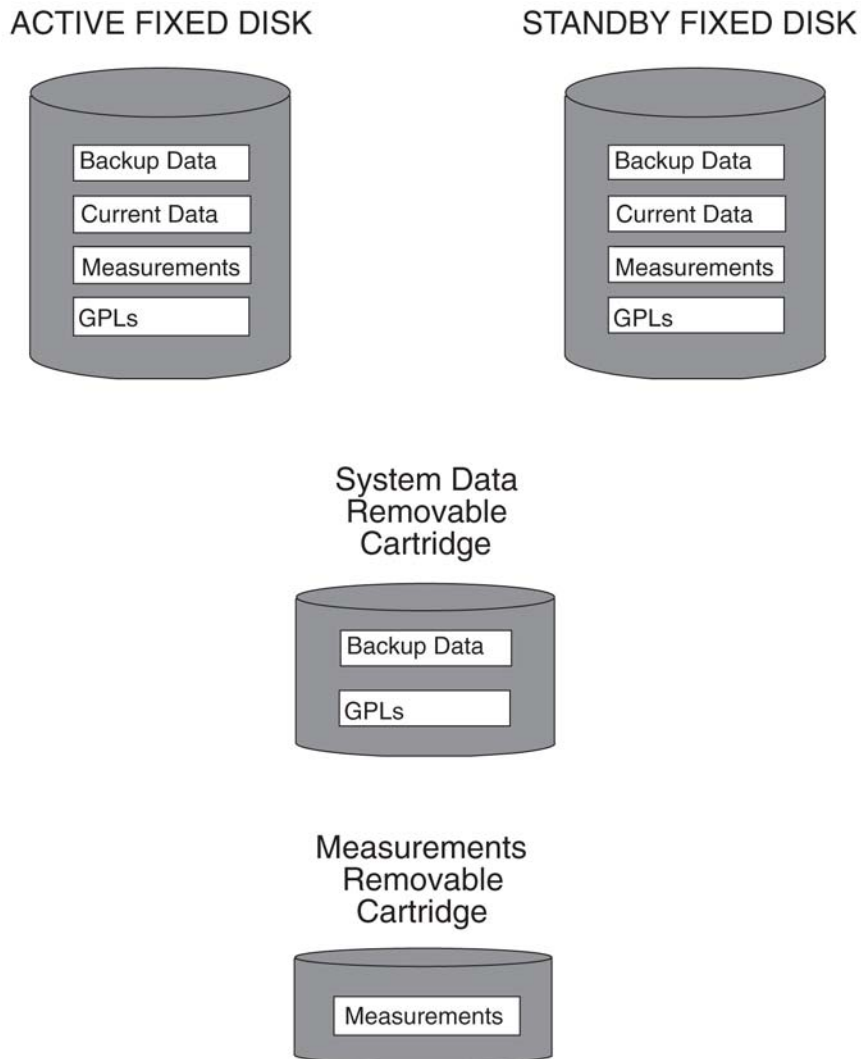 ACTIVE FIXED DISK
STANDBY FIXED DISK
Backup Data
Current Data
Measurements
GPLs
Backup Data
Current Data
Measurements
GPLs
System Data
Removable
Cartridge
Backup Data
GPLs
Measurements
Removable
Cartridge
Measurements